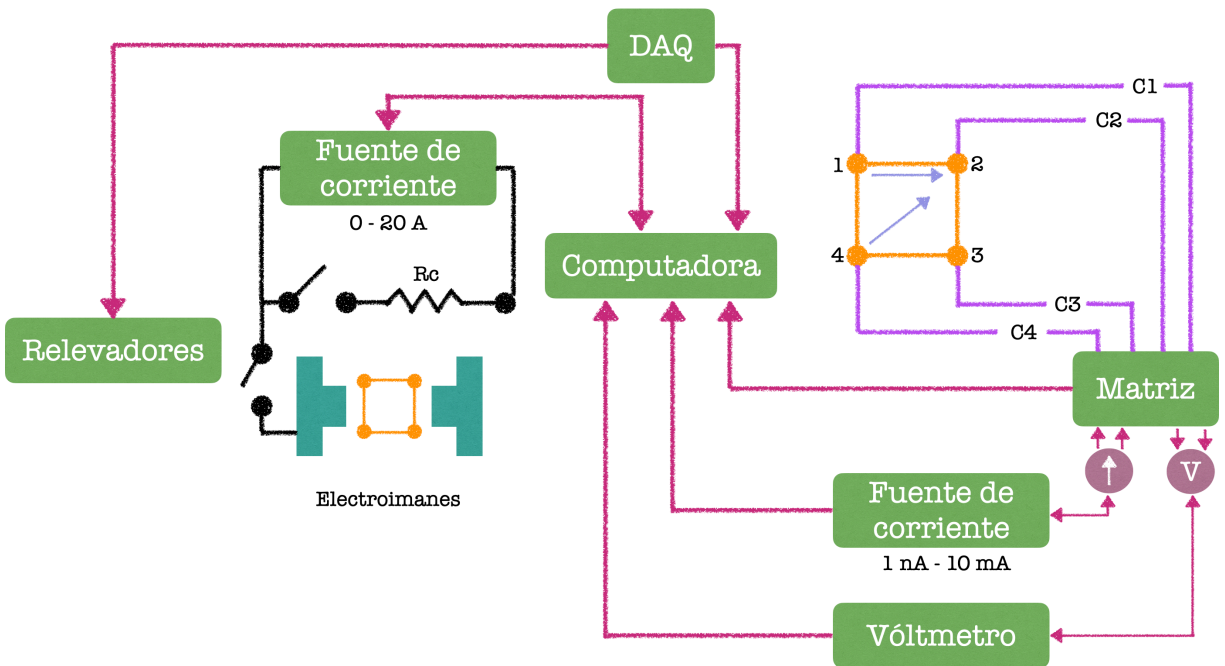 DAQ
C1
C2
Fuente de
corriente
0 - 20 A
1
2
4
3
Computadora
Rc
C3
C4
Relevadores
Matriz
V
Electroimanes
Fuente de
corriente
1 nA - 10 mA
Vóltmetro